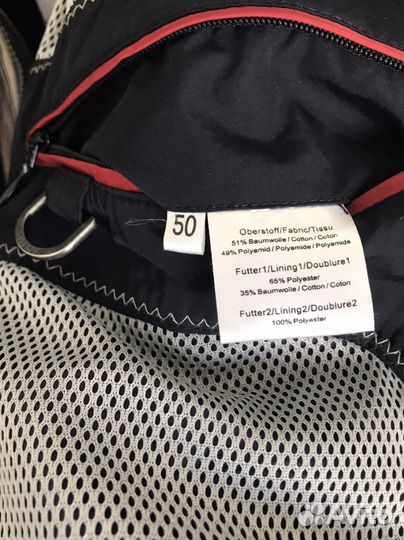 50
Oberstoff/Fabric/Tissu
51% Baumwolle / Cotton / Coton
49% Polyamid / Polyamide / Polyamide
Futter1/Lining1/Doublure1
65% Polyester
35% Baumwolle / Cotton / Coton
Futter2/Lining2/Doublure2
100% Polyester
Avito